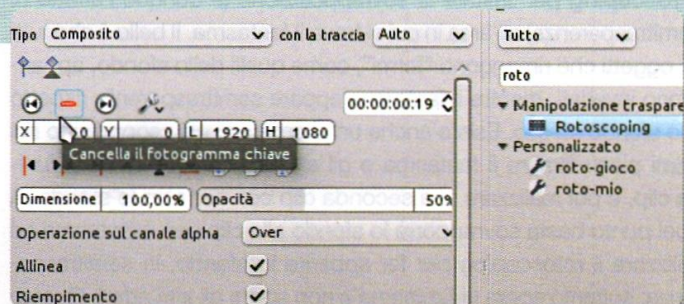 Tipo Composito con la traccia Auto
Tutto
roto
00:00:00:19
Manipolazione traspare
Rotoscoping
Personalizzato
roto-gioco
roto-mio
X 0 Y L 1920 H 1080
Cancella il fotogramma chiave
Dimensione 100,00% Opacità 50%
Operazione sul canale alpha Over
Allinea
Riempimento